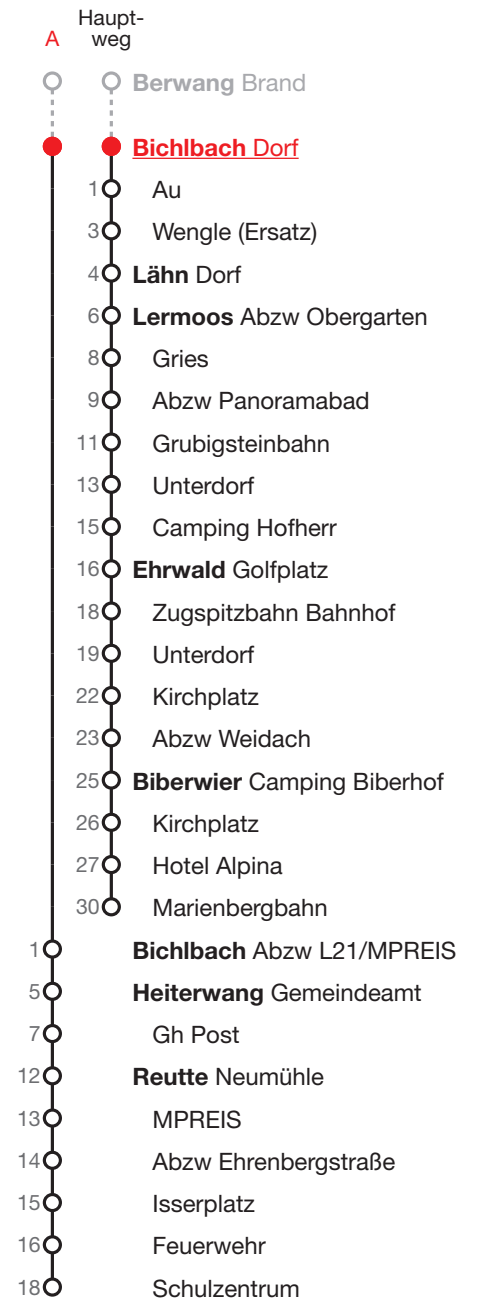 A
Haupt-
weg
Berwang Brand
Bichlbach Dorf
1 Au
3 Wengle (Ersatz)
4 Lähn Dorf
6 Lermoos Abzw Obergarten
8 Gries
9 Abzw Panoramabad
11 Grubigsteinbahn
13 Unterdorf
15 Camping Hofherr
16 Ehrwald Golfplatz
18 Zugspitzbahn Bahnhof
19 Unterdorf
22 Kirchplatz
23 Abzw Weidach
25 Biberwier Camping Biberhof
26 Kirchplatz
27 Hotel Alpina
30 Marienbergbahn
1 Bichlbach Abzw L21/MPREIS
5 Heiterwang Gemeindeamt
7 Gh Post
12 Reutte Neumühle
13 MPREIS
14 Abzw Ehrenbergstraße
15 Isserplatz
16 Feuerwehr
18 Schulzentrum